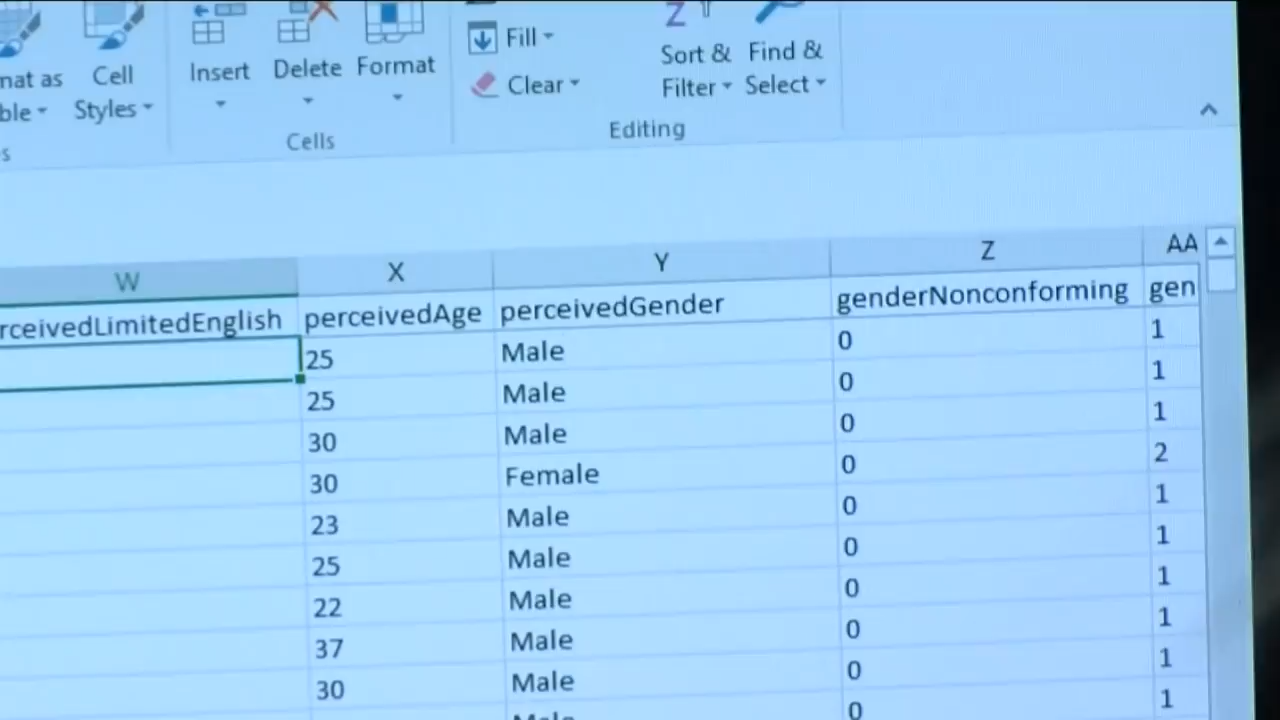 mat as Cell Insert Delete Format Fill Sort & Find &
ble Styles Clear Filter Select
s Cells Editing
W X Y Z AA
rceivedLimitedEnglish perceivedAge perceivedGender genderNonconforming gen
25 Male 0 1
25 Male 0 1
30 Male 0 1
30 Female 0 2
23 Male 0 1
25 Male 0 1
22 Male 0 1
37 Male 0 1
30 Male 0 1
Male 0 1